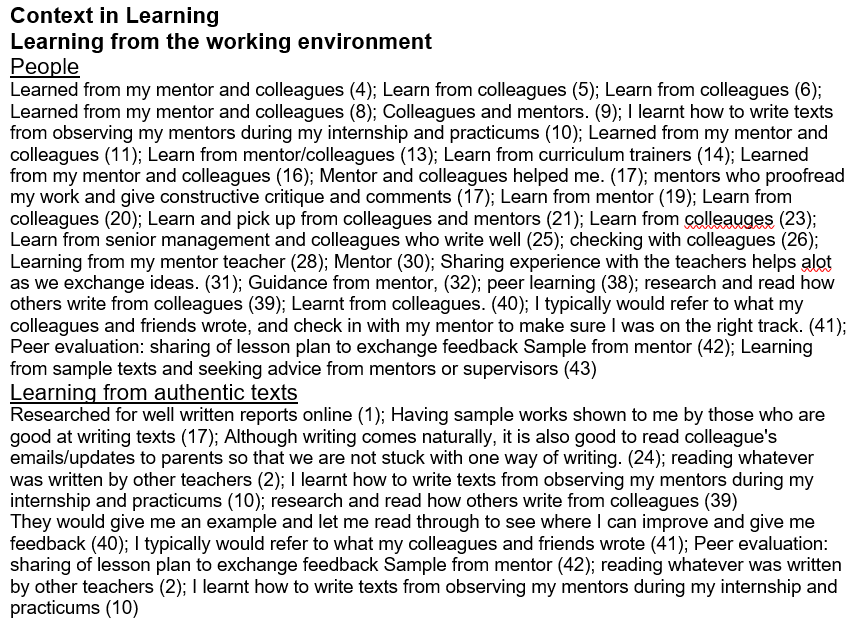 Context in Learning
Learning from the working environment
People
Learned from my mentor and colleagues (4); Learn from colleagues (5); Learn from colleagues (6);
Learned from my mentor and colleagues (8); Colleagues and mentors. (9); I learnt how to write texts
from observing my mentors during my internship and practicums (10); Learned from my mentor and
colleagues (11); Learn from mentor/colleagues (13); Learn from curriculum trainers (14); Learned
from my mentor and colleagues (16); Mentor and colleagues helped me. (17); mentors who proofread
my work and give constructive critique and comments (17); Learn from mentor (19); Learn from
colleagues (20); Learn and pick up from colleagues and mentors (21); Learn from colleauges (23);
Learn from senior management and colleagues who write well (25); checking with colleagues (26);
Learning from my mentor teacher (28); Mentor (30); Sharing experience with the teachers helps alot
as we exchange ideas. (31); Guidance from mentor, (32); peer learning (38); research and read how
others write from colleagues (39); Learnt from colleagues. (40); I typically would refer to what my
colleagues and friends wrote, and check in with my mentor to make sure I was on the right track. (41);
Peer evaluation: sharing of lesson plan to exchange feedback Sample from mentor (42); Learning
from sample texts and seeking advice from mentors or supervisors (43)
Learning from authentic texts
Researched for well written reports online (1); Having sample works shown to me by those who are
good at writing texts (17); Although writing comes naturally, it is also good to read colleague's
emails/updates to parents so that we are not stuck with one way of writing. (24); reading whatever
was written by other teachers (2); I learnt how to write texts from observing my mentors during my
internship and practicums (10); research and read how others write from colleagues (39)
They would give me an example and let me read through to see where I can improve and give me
feedback (40); I typically would refer to what my colleagues and friends wrote (41); Peer evaluation:
sharing of lesson plan to exchange feedback Sample from mentor (42); reading whatever was written
by other teachers (2); I learnt how to write texts from observing my mentors during my internship and
practicums (10)